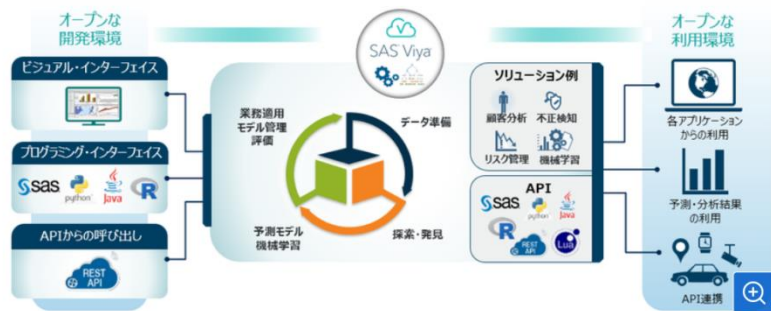 オープンな
開発環境
ビジュアル・インターフェイス
プログラミング・インターフェイス
sas
python
Java
R
APIからの呼び出し
REST
API
SAS Viya
業務適用
モデル管理
評価
データ準備
予測モデル
機械学習
探索・発見
ソリューション例
顧客分析
不正検知
リスク管理
機械学習
API
sas
python
Java
R
REST
API
Lua
オープンな
利用環境
各アプリケーション
からの利用
予測・分析結果
の利用
API連携